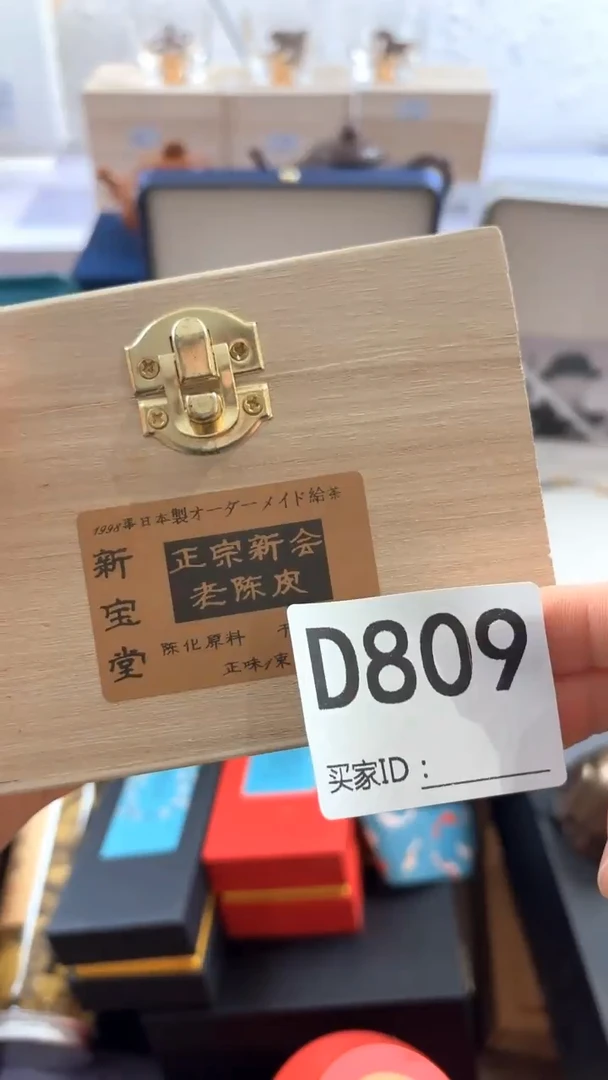 1998年日本製オーダーメイド絵茶
新宝堂
正宗新会
老陈皮
陈化原料 干
正味/東
D809
买家ID：